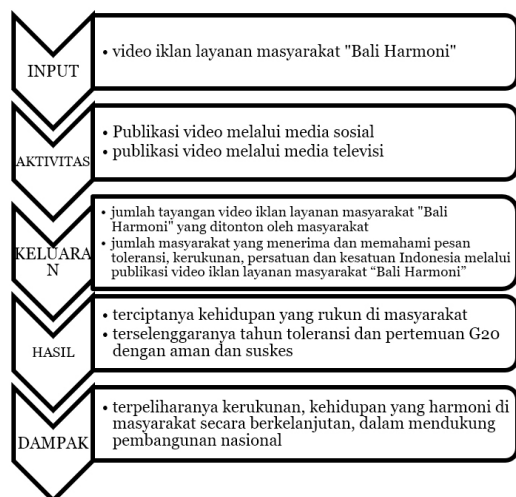 INPUT
• video iklan layanan masyarakat "Bali Harmoni"
AKTIVITAS
• Publikasi video melalui media sosial
• publikasi video melalui media televisi
KELUARA
N
• jumlah tayangan video iklan layanan masyarakat "Bali
Harmoni" yang ditonton oleh masyarakat
• jumlah masyarakat yang menerima dan memahami pesan
toleransi, kerukunan, persatuan dan kesatuan Indonesia melalui
publikasi video iklan layanan masyarakat “Bali Harmoni”
HASIL
• terciptanya kehidupan yang rukun di masyarakat
• terselenggaranya tahun toleransi dan pertemuan G20
dengan aman dan suskes
DAMPAK
• terpeliharanya kerukunan, kehidupan yang harmoni di
masyarakat secara berkelanjutan, dalam mendukung
pembangunan nasional